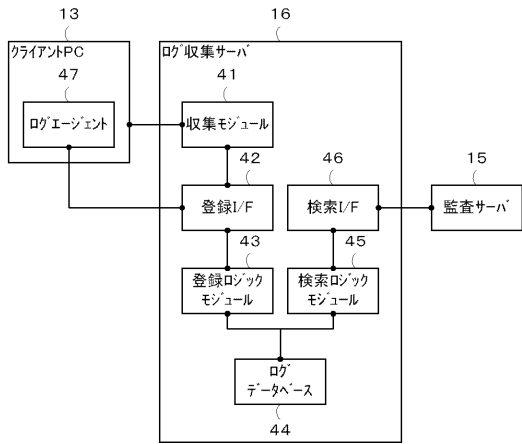 13
16
クライアントPC
ログ収集サーバ
47
41
ログエージェント
収集モジュール
42
46
15
登録I/F
検索I/F
監査サーバ
43
45
登録ロジック
モジュール
検索ロジック
モジュール
ログ
データベース
44